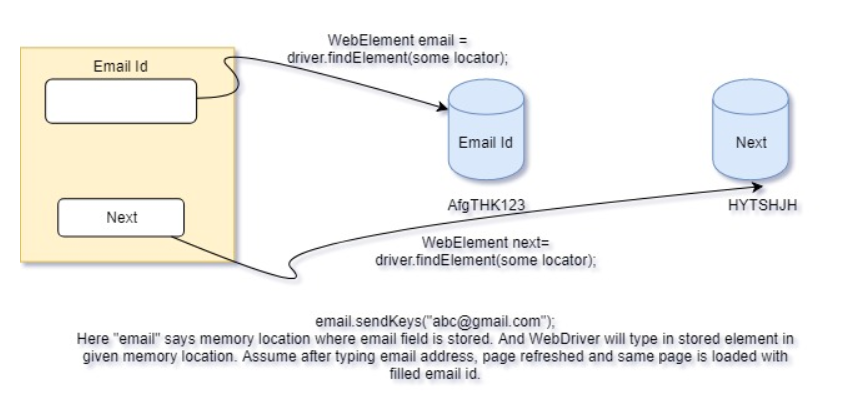 WebElement email =
driver.findElement(some locator);
Email Id
Email Id
Next
AfgTHK123
HYTSHJH
Next
WebElement next=
driver.findElement(some locator);
email.sendKeys("abc@gmail.com");
Here "email" says memory location where email field is stored. And WebDriver will type in stored element in
given memory location. Assume after typing email address, page refreshed and same page is loaded with
filled email id.